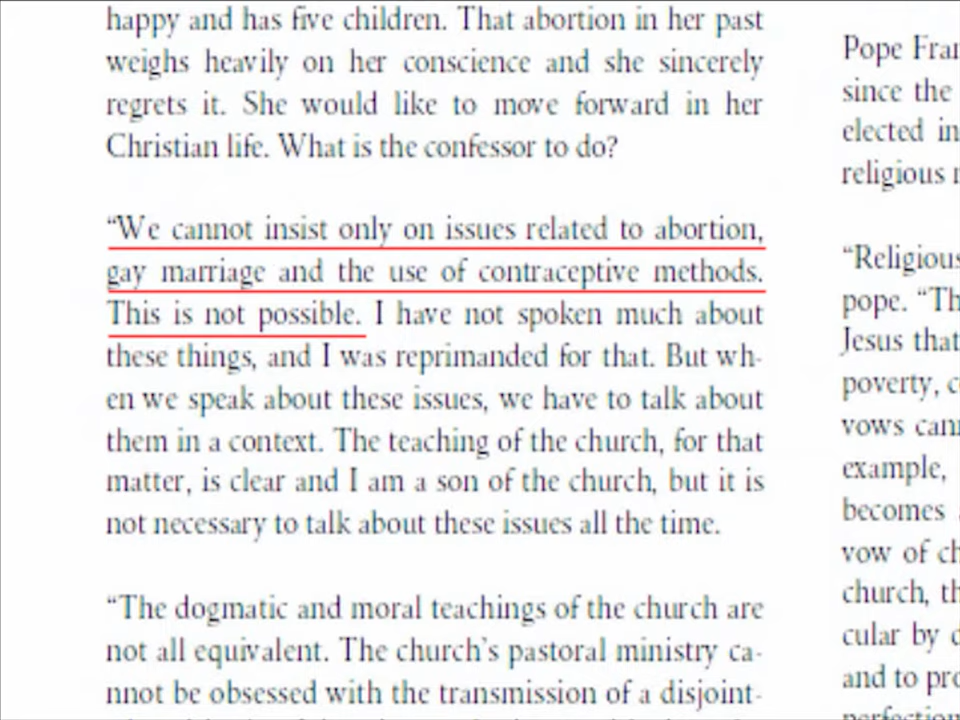 happy and has five children. That abortion in her past
weighs heavily on her conscience and she sincerely
regrets it. She would like to move forward in her
Christian life. What is the confessor to do?
“We cannot insist only on issues related to abortion,
gay marriage and the use of contraceptive methods.
This is not possible. I have not spoken much about
these things, and I was reprimanded for that. But wh-
en we speak about these issues, we have to talk about
them in a context. The teaching of the church, for that
matter, is clear and I am a son of the church, but it is
not necessary to talk about these issues all the time.
“The dogmatic and moral teachings of the church are
not all equivalent. The church’s pastoral ministry ca-
nnot be obsessed with the transmission of a disjoint-
Pope Fran
since the
elected in
religious
“Religious
pope. “Th
Jesus that
poverty, c
vows cann
example,
becomes
vow of ch
church, th
cular by d
and to pro
perfection